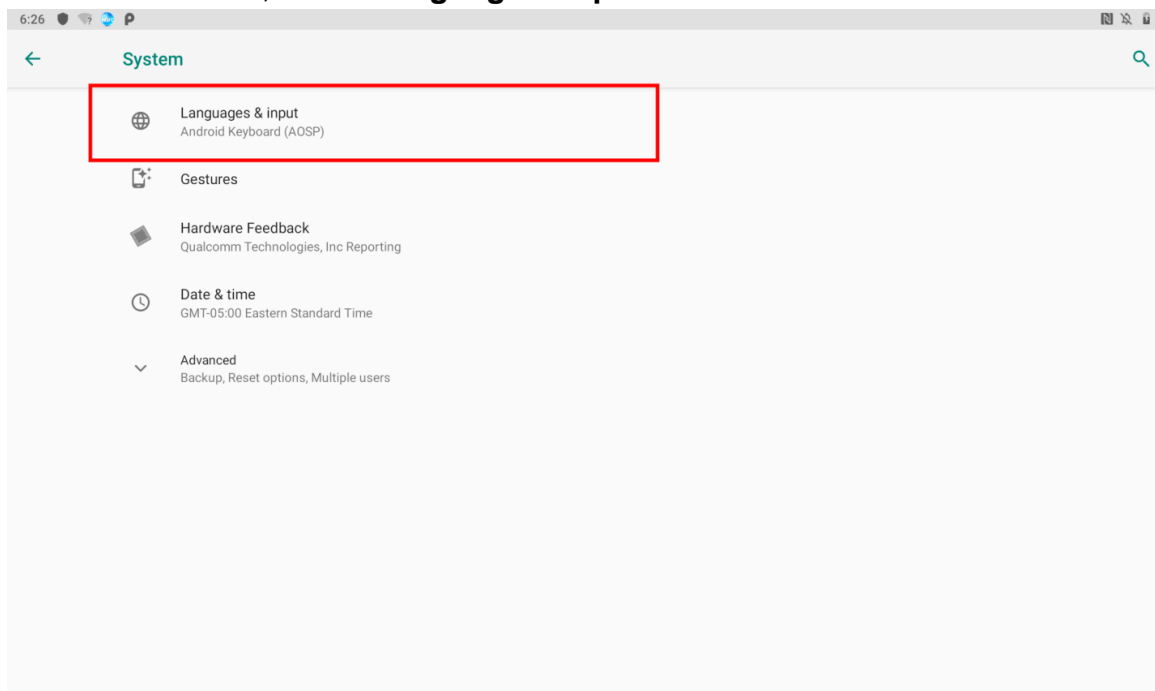 6:26
System
Languages & input
Android Keyboard (AOSP)
Gestures
Hardware Feedback
Qualcomm Technologies, Inc Reporting
Date & time
GMT-05:00 Eastern Standard Time
Advanced
Backup, Reset options, Multiple users